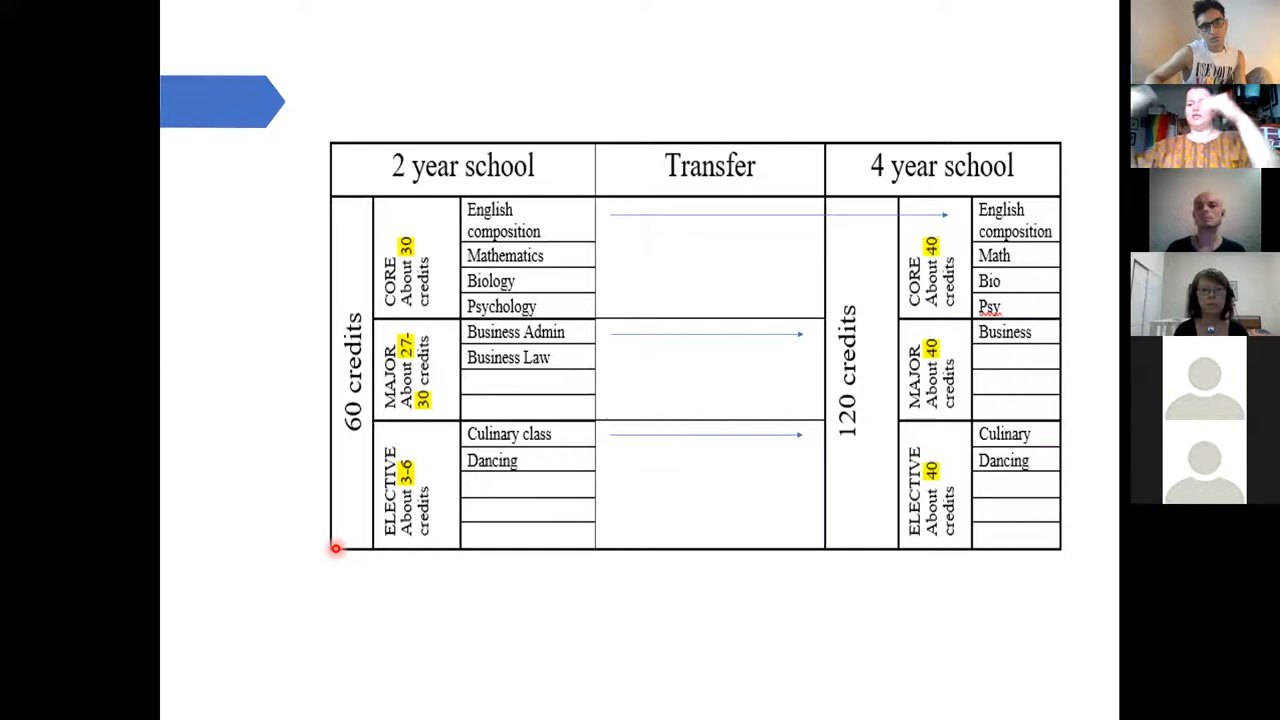 2 year school
Transfer
4 year school
60 credits
CORE
About 30
credits
English
composition
Mathematics
Biology
Psychology
120 credits
CORE
About 40
credits
English
composition
Math
Bio
Psy
MAJOR
About 27-
30 credits
Business Admin
Business Law
MAJOR
About 40
credits
Business
ELECTIVE
About 3-6
credits
Culinary class
Dancing
ELECTIVE
About 40
credits
Culinary
Dancing
USE YOUR